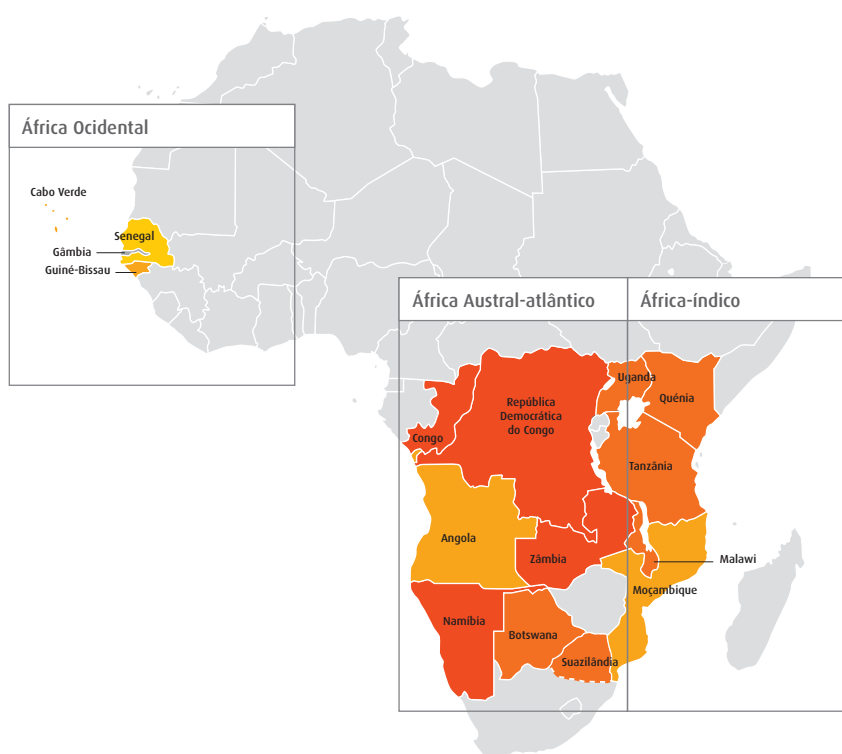 África Ocidental
Cabo Verde
Senegal
Gâmbia
Guiné-Bissau
África Austral-atlântico
África-índico
Uganda
Quénia
República
Democrática
do Congo
Congo
Tanzânia
Angola
Zâmbia
Malawi
Moçambique
Namíbia
Botswana
Suazilândia